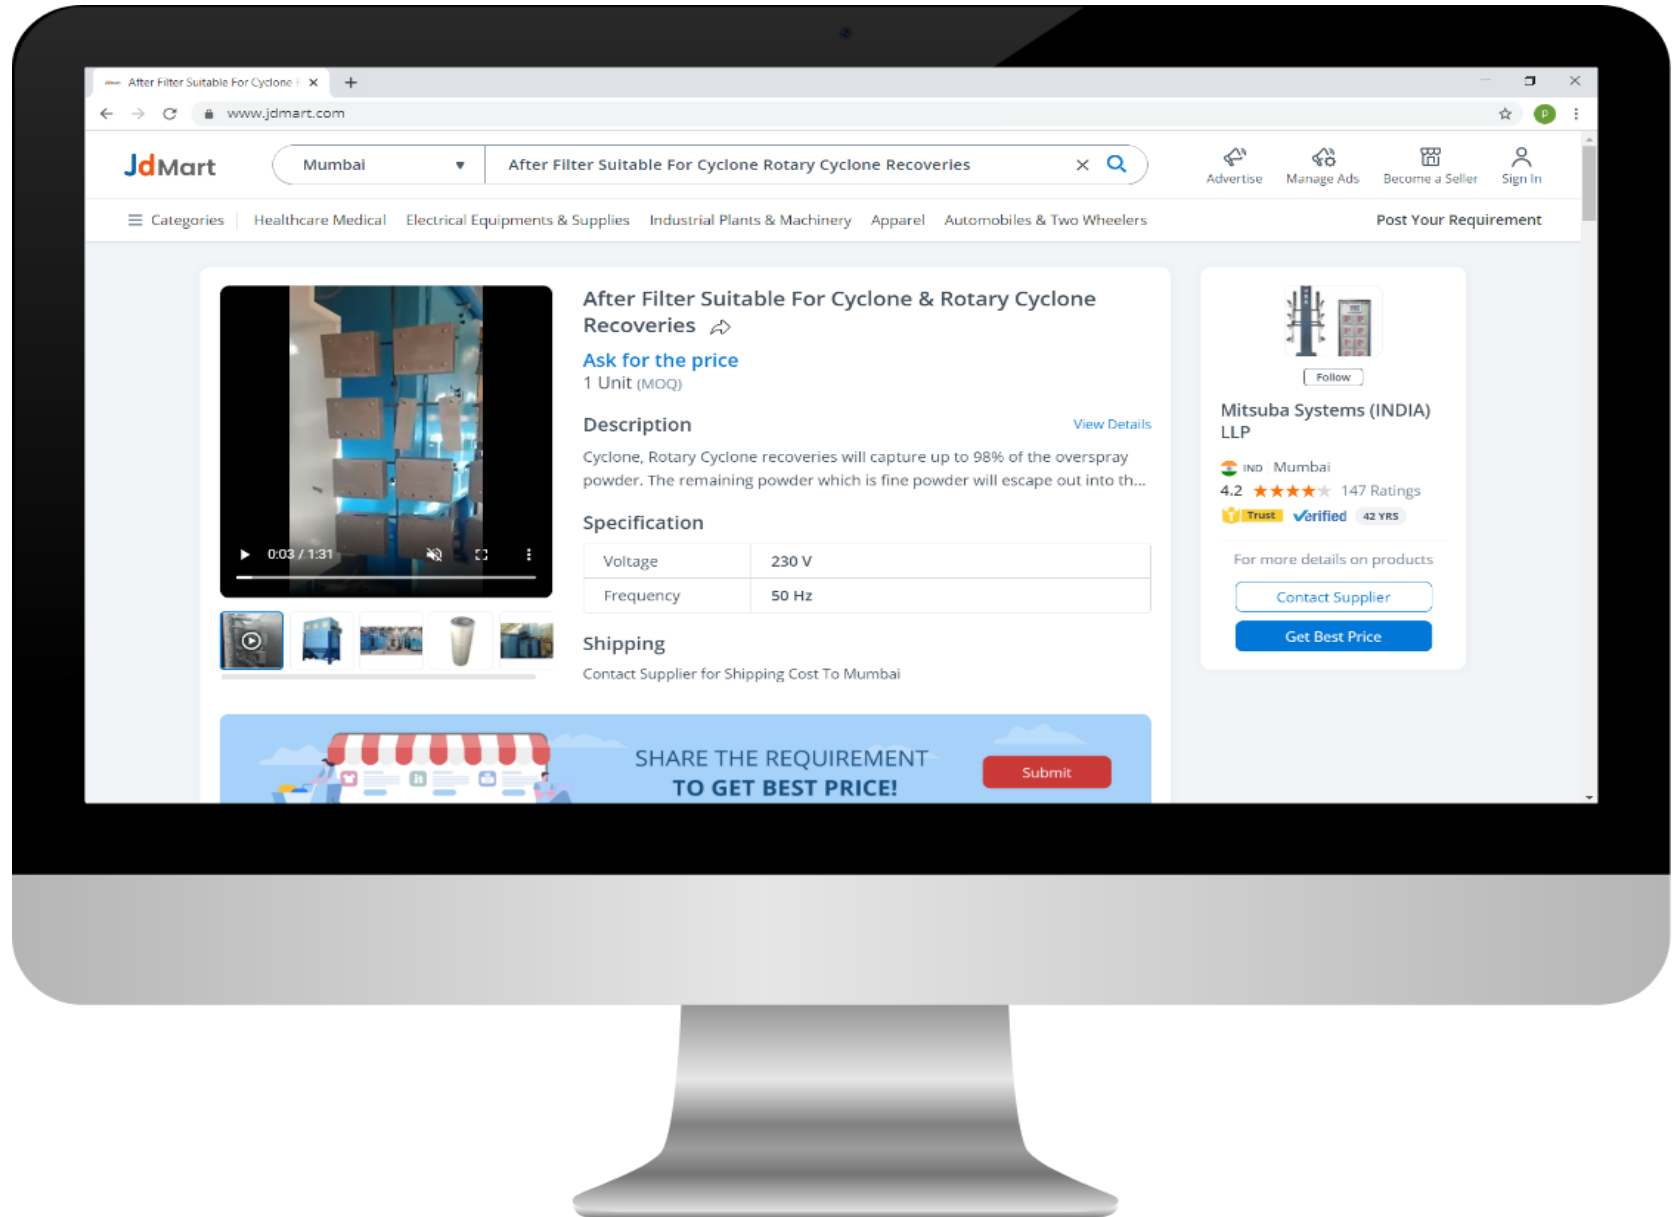 After Filter Suitable For Cyclone
www.jdmart.com
P
JdMart
Mumbai
After Filter Suitable For Cyclone Rotary Cyclone Recoveries
Advertise
Manage Ads
Become a Seller
Sign In
Categories
Healthcare Medical
Electrical Equipments & Supplies
Industrial Plants & Machinery
Apparel
Automobiles & Two Wheelers
Post Your Requirement
0:03 / 1:31
After Filter Suitable For Cyclone & Rotary Cyclone
Recoveries
Ask for the price
1 Unit (MOQ)
Description
View Details
Cyclone, Rotary Cyclone recoveries will capture up to 98% of the overspray
powder. The remaining powder which is fine powder will escape out into th...
Specification
Voltage 230 V
Frequency 50 Hz
Shipping
Contact Supplier for Shipping Cost To Mumbai
SHARE THE REQUIREMENT
TO GET BEST PRICE!
Submit
Follow
Mitsuba Systems (INDIA)
LLP
IND Mumbai
4.2 147 Ratings
Trust Verified 42 YRS
For more details on products
Contact Supplier
Get Best Price